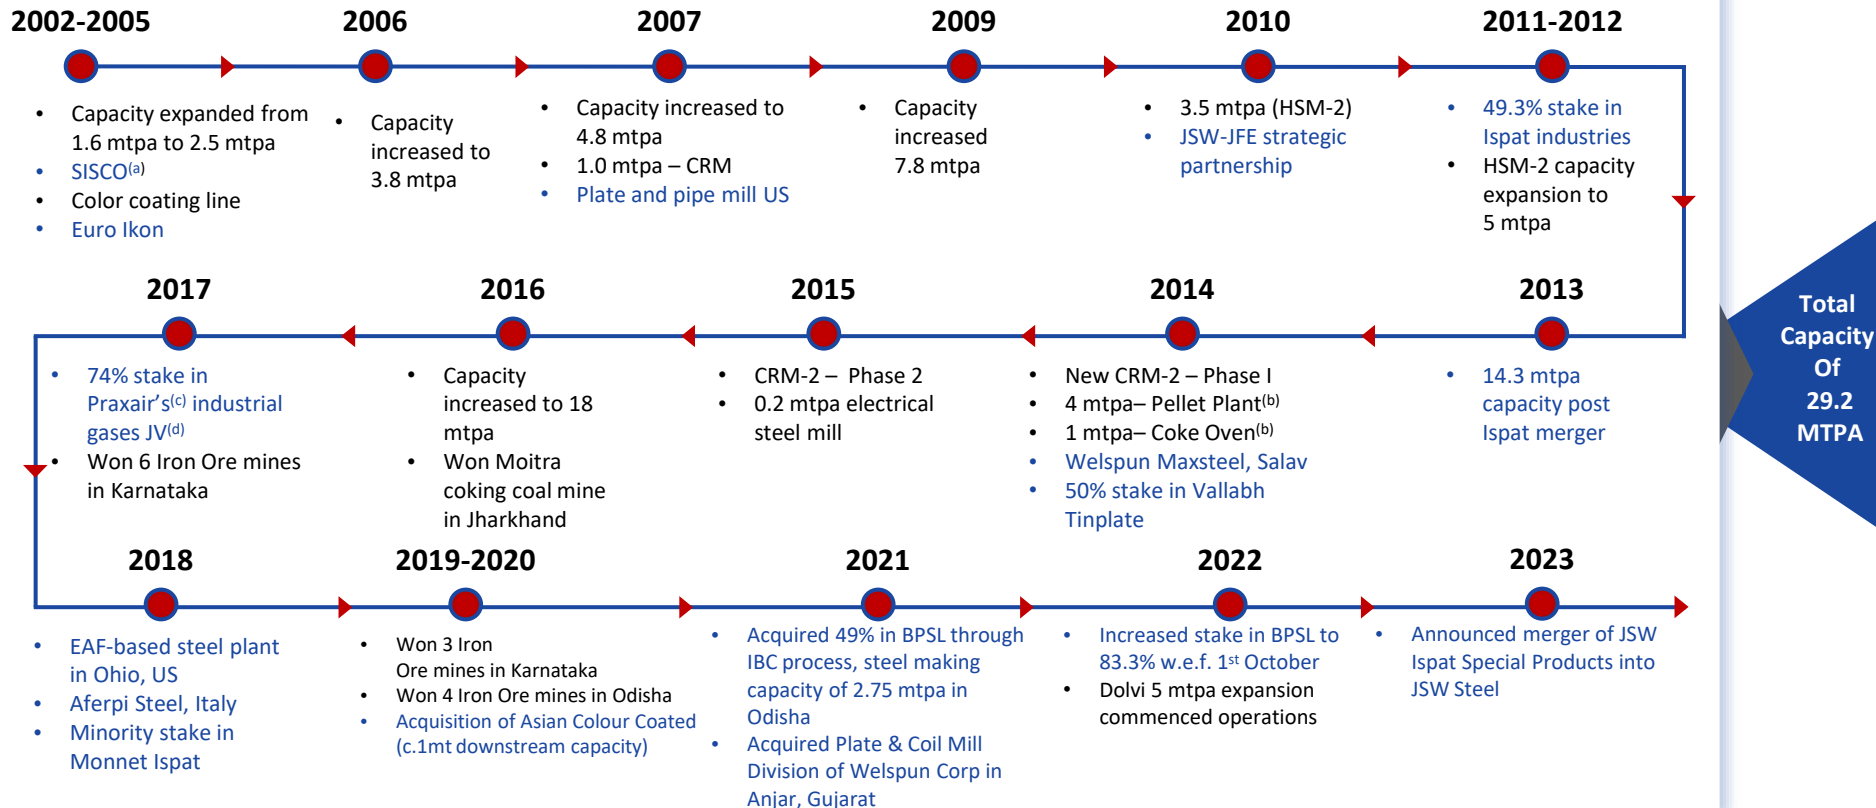 2002-2005
• Capacity expanded from
1.6 mtpa to 2.5 mtpa
• SISCO(a)
• Color coating line
• Euro Ikon
2006
• Capacity
increased to
3.8 mtpa
2007
• Capacity increased to
4.8 mtpa
• 1.0 mtpa – CRM
• Plate and pipe mill US
2009
• Capacity
increased
7.8 mtpa
2010
• 3.5 mtpa (HSM-2)
• JSW-JFE strategic
partnership
2011-2012
• 49.3% stake in
Ispat industries
• HSM-2 capacity
expansion to
5 mtpa
2013
• 14.3 mtpa
capacity post
Ispat merger
2014
• New CRM-2 – Phase I
• 4 mtpa– Pellet Plant(b)
• 1 mtpa– Coke Oven(b)
• Welspun Maxsteel, Salav
• 50% stake in Vallabh
Tinplate
2015
• CRM-2 – Phase 2
• 0.2 mtpa electrical
steel mill
2016
• Capacity
increased to 18
mtpa
• Won Moitra
coking coal mine
in Jharkhand
2017
• 74% stake in
Praxair's(c) industrial
gases JV(d)
• Won 6 Iron Ore mines
in Karnataka
2018
• EAF-based steel plant
in Ohio, US
• Aferpi Steel, Italy
• Minority stake in
Monnet Ispat
2019-2020
• Won 3 Iron
Ore mines in Karnataka
• Won 4 Iron Ore mines in Odisha
• Acquisition of Asian Colour Coated
(c.1mt downstream capacity)
2021
• Acquired 49% in BPSL through
IBC process, steel making
capacity of 2.75 mtpa in
Odisha
• Acquired Plate & Coil Mill
Division of Welspun Corp in
Anjar, Gujarat
2022
• Increased stake in BPSL to
83.3% w.e.f. 1st October
• Dolvi 5 mtpa expansion
commenced operations
2023
• Announced merger of JSW
Ispat Special Products into
JSW Steel
Total
Capacity
Of
29.2
MTPA